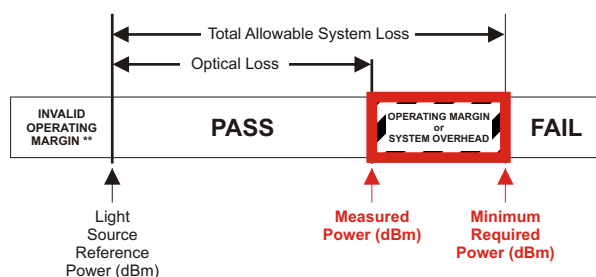 Total Allowable System Loss
Optical Loss
INVALID
OPERATING
MARGIN **
PASS
OPERATING MARGIN
or
SYSTEM OVERHEAD
FAIL
Light
Source
Reference
Power (dBm)
Measured
Power (dBm)
Minimum
Required
Power (dBm)